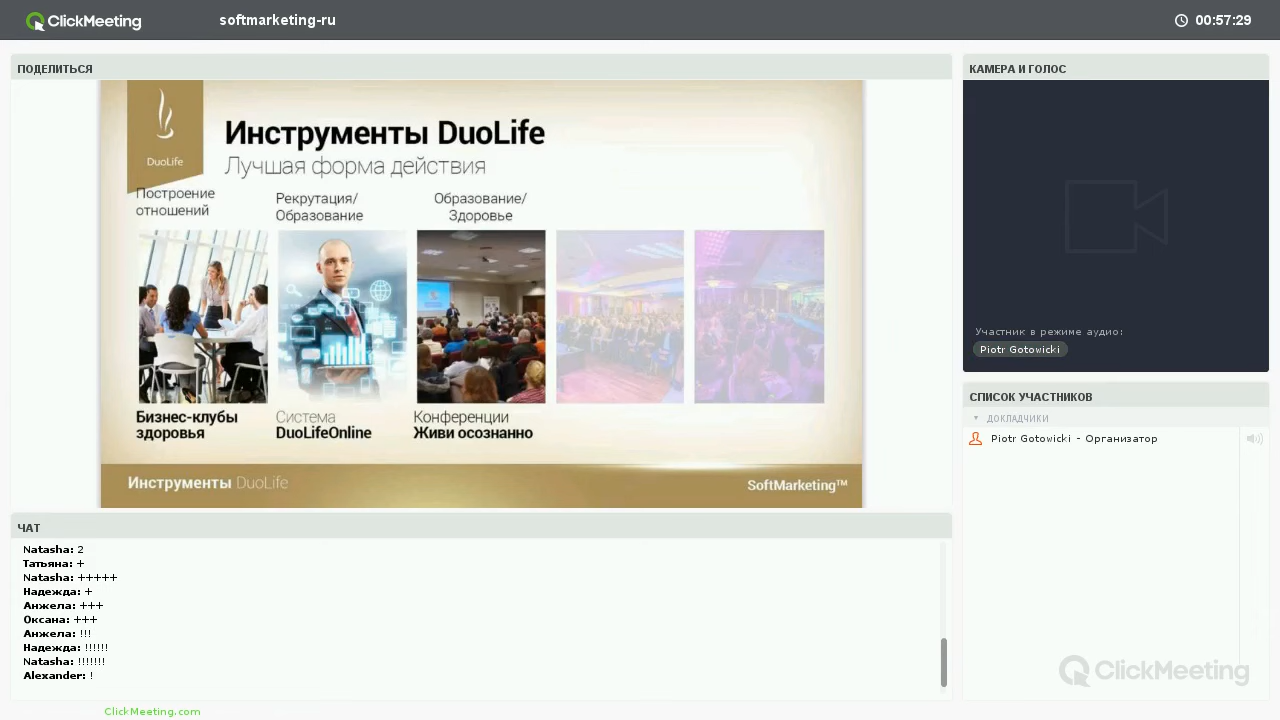 ClickMeeting
softmarketing-ru
00:57:29
ПОДЕЛИТЬСЯ
DuoLife
Инструменты DuoLife
Лучшая форма действия
Построение
отношений
Рекрутация/
Образование
Образование/
Здоровье
Бизнес-клубы
здоровья
Система
DuoLifeOnline
Конференции
Живи осознанно
Инструменты DuoLife
SoftMarketing™
КАМЕРА И ГОЛОС
Участник в режиме аудио:
Piotr Gotowicki
СПИСОК УЧАСТНИКОВ
ДОКЛАДЧИКИ
Piotr Gotowicki - Организатор
ЧАТ
Natasha: 2
Татьяна: +
Natasha: +++++
Надежда: +
Анжела: +++
Оксана: +++
Анжела: !!!
Надежда: !!!!!!
Natasha: !!!!!!!
Alexander: !
ClickMeeting
ClickMeeting.com